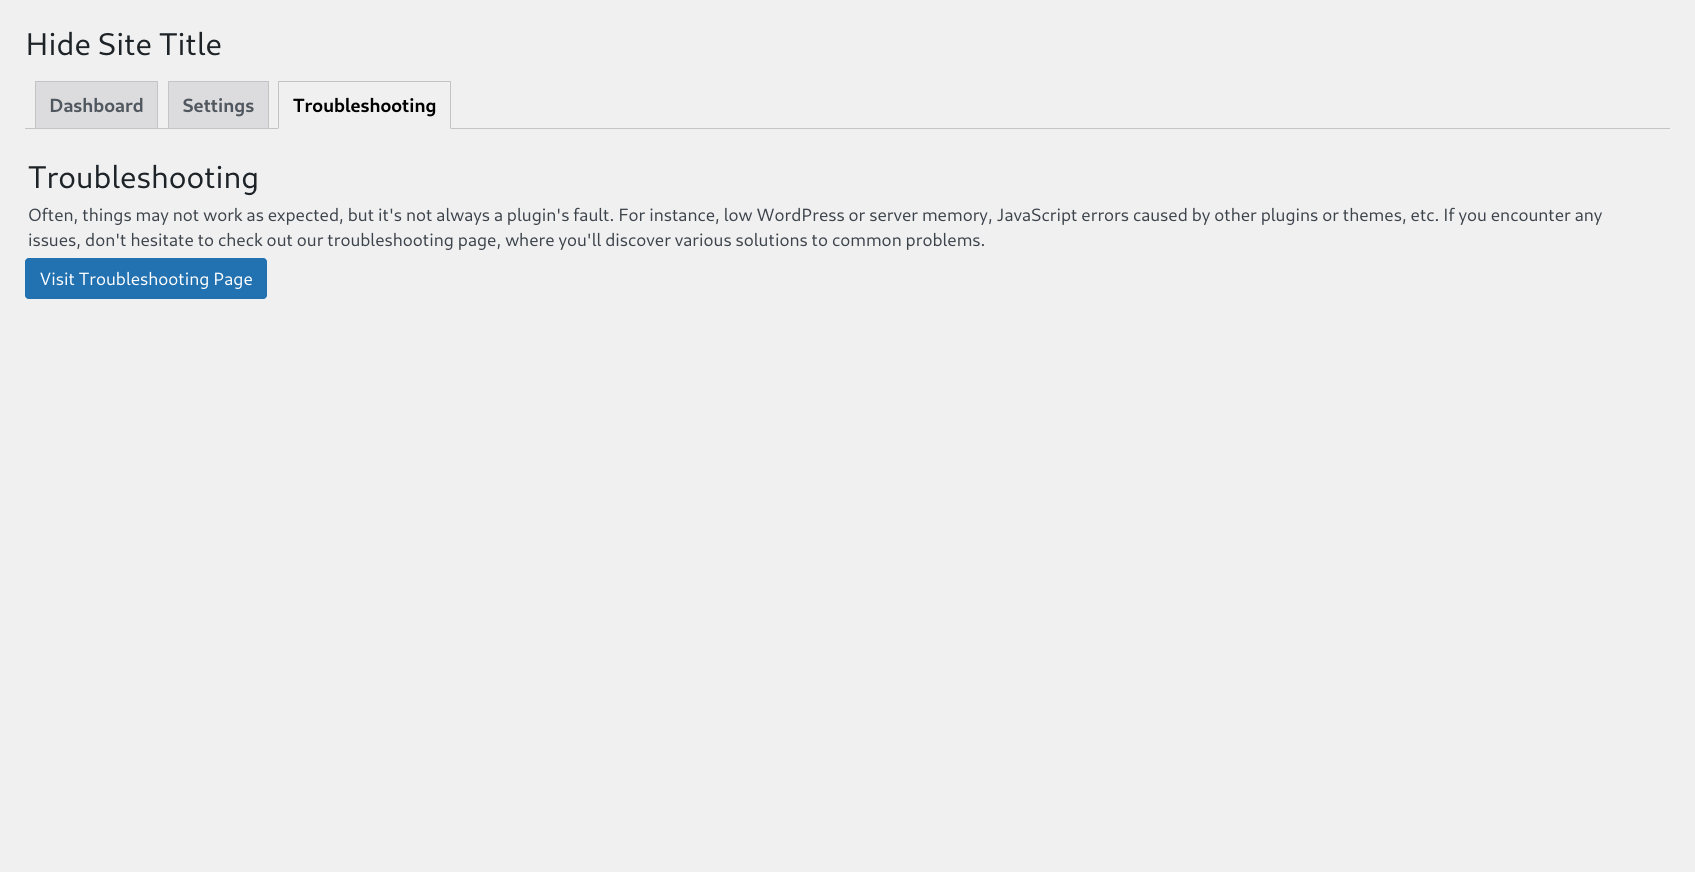 Hide Site Title
Dashboard Settings Troubleshooting
Troubleshooting
Often, things may not work as expected, but it's not always a plugin's fault. For instance, low WordPress or server memory, JavaScript errors caused by other plugins or themes, etc. If you encounter any
issues, don't hesitate to check out our troubleshooting page, where you'll discover various solutions to common problems.
Visit Troubleshooting Page